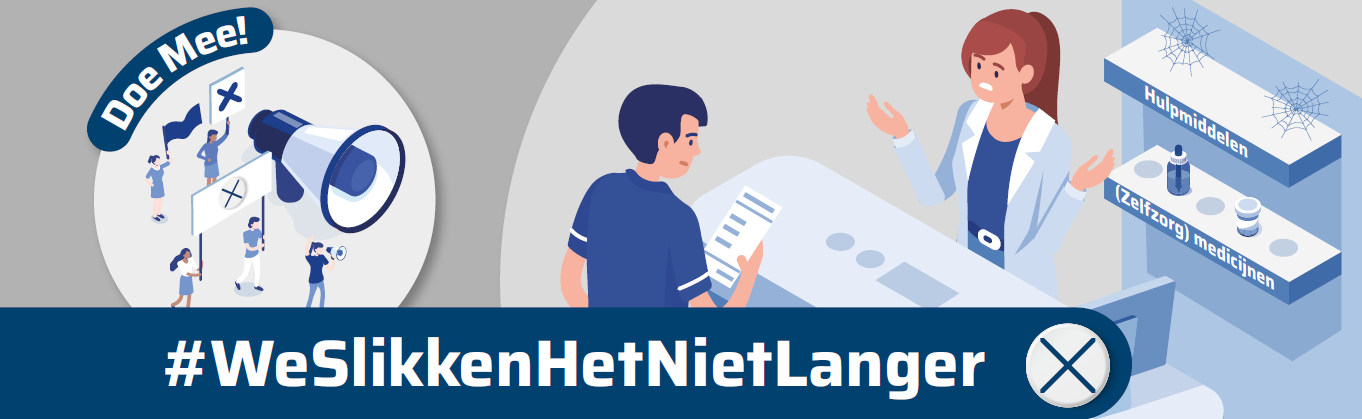 Doe Mee!
Hulpmiddelen
(Zelfzorg) medicijnen
#WeSlikkenHetNietLanger